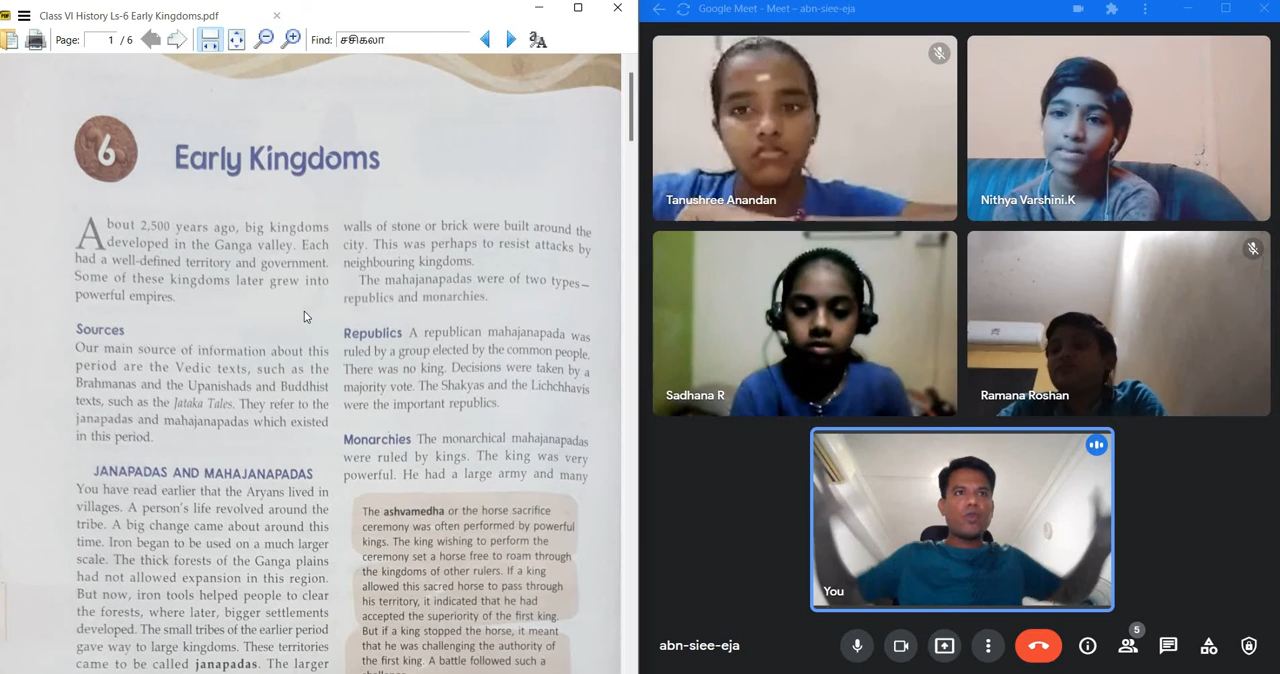 Class VI History Ls-6 Early Kingdoms.pdf
Page: 1 / 6
Find:
6
Early Kingdoms
About 2,500 years ago, big kingdoms
developed in the Ganga valley. Each
had a well-defined territory and government.
Some of these kingdoms later grew into
powerful empires.
Sources
Our main source of information about this
period are the Vedic texts, such as the
Brahmanas and the Upanishads and Buddhist
texts, such as the Jataka Tales. They refer to the
janapadas and mahajanapadas which existed
in this period.
JANAPADAS AND MAHAJANAPADAS
You have read earlier that the Aryans lived in
villages. A person's life revolved around the
tribe. A big change came about around this
time. Iron began to be used on a much larger
scale. The thick forests of the Ganga plains
had not allowed expansion in this region.
But now, iron tools helped people to clear
the forests, where later, bigger settlements
developed. The small tribes of the earlier period
gave way to large kingdoms. These territories
came to be called janapadas. The larger
walls of stone or brick were built around the
city. This was perhaps to resist attacks by
neighbouring kingdoms.
The mahajanapadas were of two types–
republics and monarchies.
Republics A republican mahajanapada was
ruled by a group elected by the common people.
There was no king. Decisions were taken by a
majority vote. The Shakyas and the Lichchhavis
were the important republics.
Monarchies The monarchical mahajanapadas
were ruled by kings. The king was very
powerful. He had a large army and many
The ashvamedha or the horse sacrifice
ceremony was often performed by powerful
kings. The king wishing to perform the
ceremony set a horse free to roam through
the kingdoms of other rulers. If a king
allowed this sacred horse to pass through
his territory, it indicated that he had
accepted the superiority of the first king.
But if a king stopped the horse, it meant
that he was challenging the authority of
the first king. A battle followed such a
Google Meet - Meet – abn-siee-eja
Tanushree Anandan
Nithya Varshini.K
Sadhana R
Ramana Roshan
You
abn-siee-eja
5